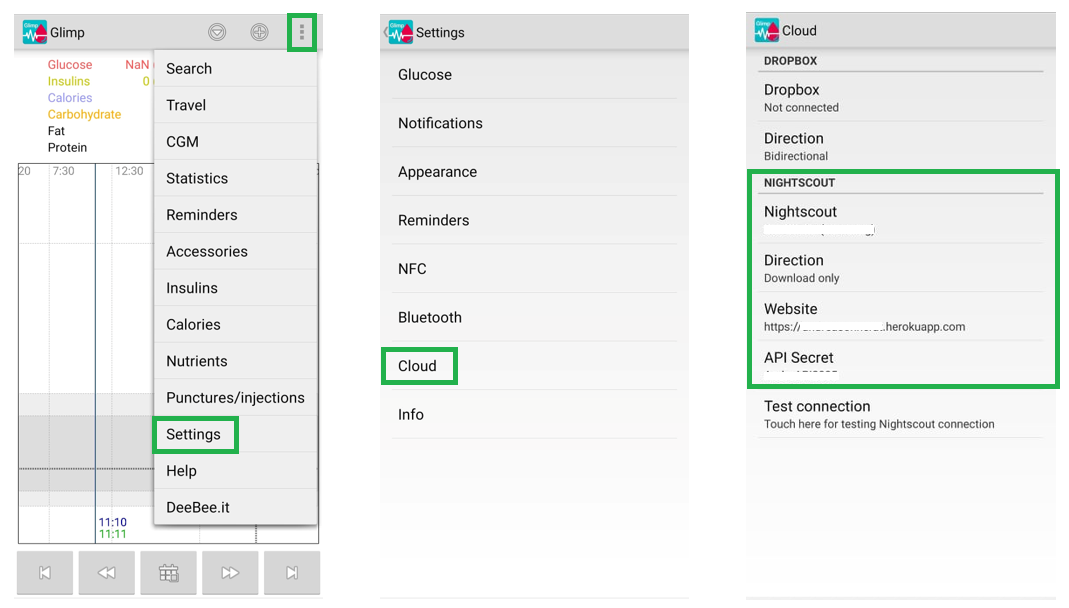 Glimp
Glucose NaN
Insulins 0
Calories
Carbohydrate
Fat
Protein
20 7:30 12:30
11:10
11:11
Search
Travel
CGM
Statistics
Reminders
Accessories
Insulins
Calories
Nutrients
Punctures/injections
Settings
Help
DeeBee.it
Settings
Glucose
Notifications
Appearance
Reminders
NFC
Bluetooth
Cloud
Info
Cloud
DROPBOX
Dropbox
Not connected
Direction
Bidirectional
NIGHTSCOUT
Nightscout
Direction
Download only
Website
https:// .herokuapp.com
API Secret
Test connection
Touch here for testing Nightscout connection